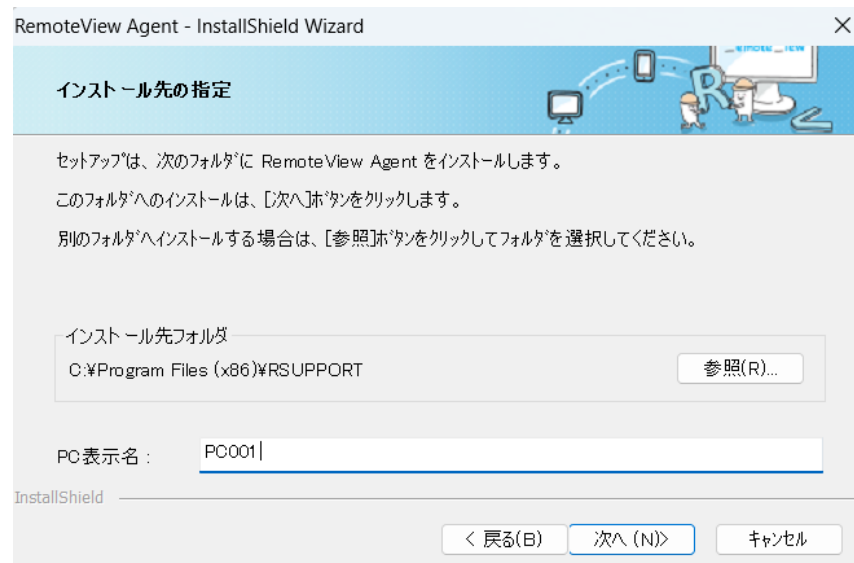 RemoteView Agent - InstallShield Wizard
インストール先の指定
セットアップは、次のフォルダに RemoteView Agent をインストールします。
このフォルダへのインストールは、[次へ]ボタンをクリックします。
別のフォルダへインストールする場合は、[参照]ボタンをクリックしてフォルダを選択してください。
インストール先フォルダ
C:¥Program Files (x86)¥RSUPPORT
参照(R)...
PC表示名 :
PC001
InstallShield
< 戻る(B)
次へ (N)>
キャンセル